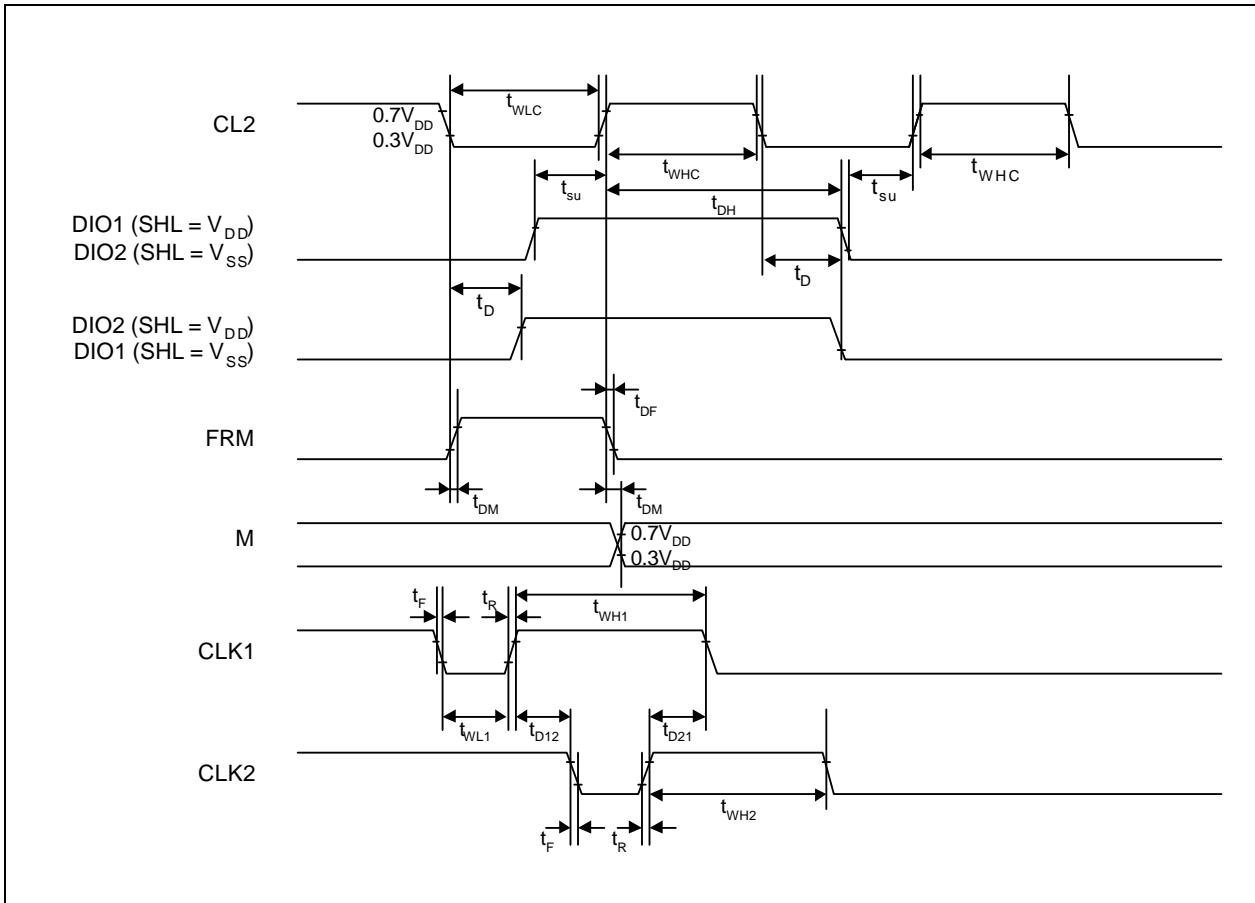 CL2
0.7VDD
0.3VDD
tWLC
tWHC
tWHC
tsu
tsu
tDH
DIO1 (SHL = VDD)
DIO2 (SHL = VSS)
tD
tD
DIO2 (SHL = VDD)
DIO1 (SHL = VSS)
tDF
FRM
tDM
tDM
M
0.7VDD
0.3VDD
tF
tR
tWH1
CLK1
tWL1
tD12
tD21
CLK2
tWH2
tF
tR